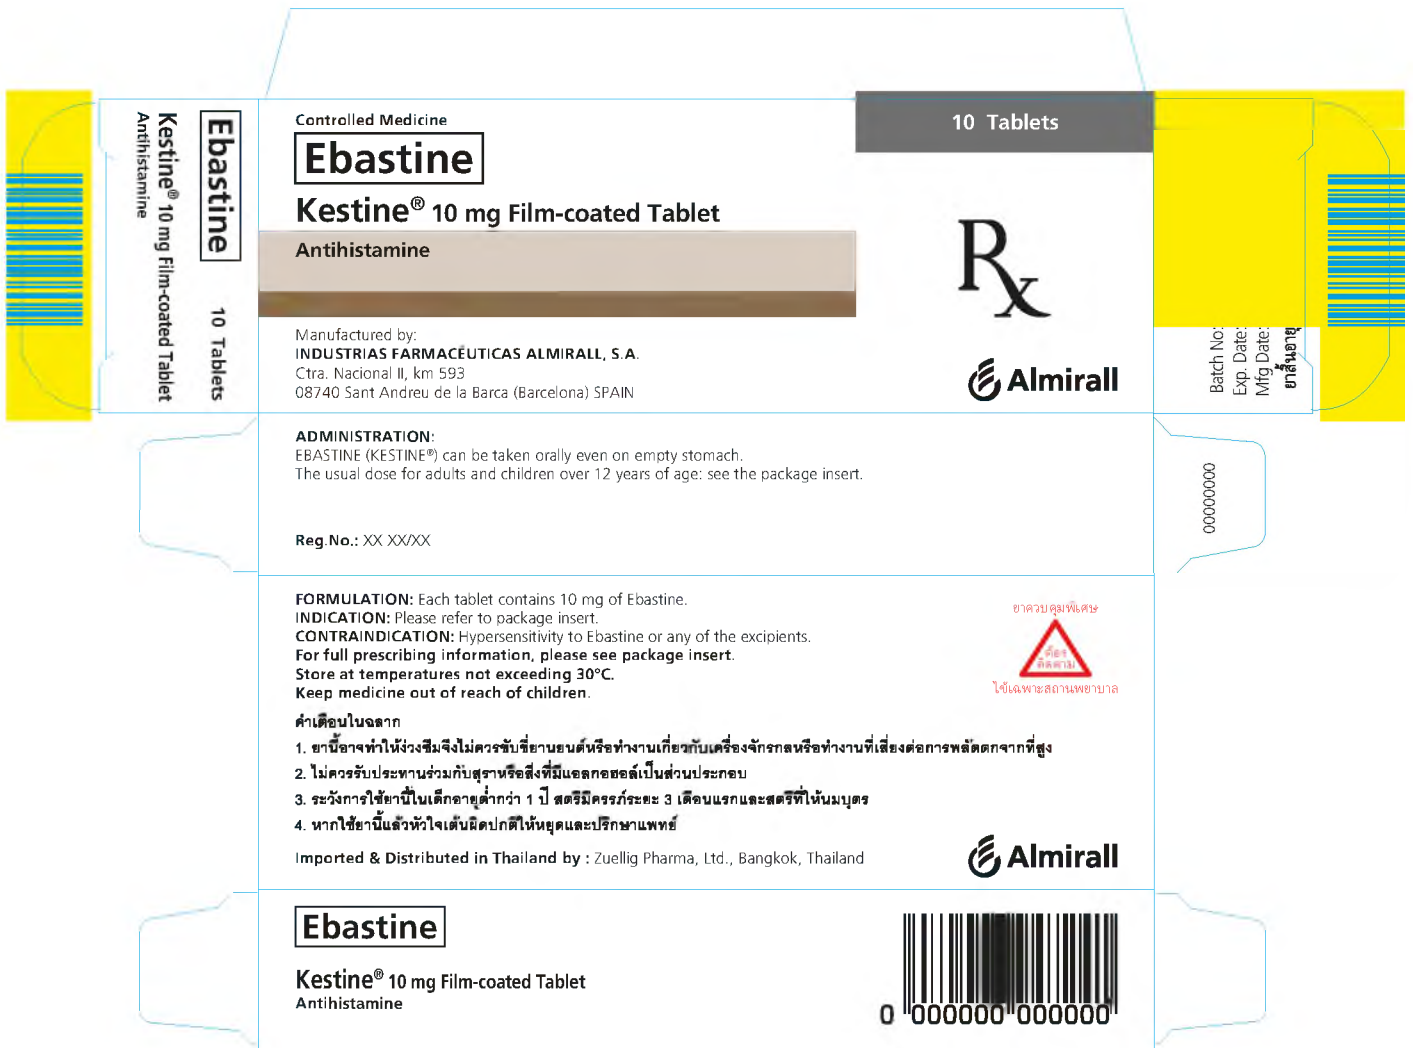 Ebastine
10 Tablets
Kestine® 10 mg Film-coated Tablet
Antihistamine
Controlled Medicine
Ebastine
Kestine® 10 mg Film-coated Tablet
Antihistamine
10 Tablets
Rx
Manufactured by:
INDUSTRIAS FARMACÉUTICAS ALMIRALL, S.A.
Ctra. Nacional II, km 593
08740 Sant Andreu de la Barca (Barcelona) SPAIN
Almirall
Batch No:
Exp. Date:
Mfg Date:
ยาสิ้นอายุ
ADMINISTRATION:
EBASTINE (KESTINE®) can be taken orally even on empty stomach.
The usual dose for adults and children over 12 years of age: see the package insert.
Reg.No.: XX XX/XX
00000000
FORMULATION: Each tablet contains 10 mg of Ebastine.
INDICATION: Please refer to package insert.
CONTRAINDICATION: Hypersensitivity to Ebastine or any of the excipients.
For full prescribing information, please see package insert.
Store at temperatures not exceeding 30°C.
Keep medicine out of reach of children.
ยาควบคุมพิเศษ
ต้อง
ติดตาม
ใช้เฉพาะสถานพยาบาล
คำเตือนในฉลาก
1. ยานี้อาจทำให้ง่วงซึมจึงไม่ควรขับขี่ยานยนต์หรือทำงานเกี่ยวกับเครื่องจักรกลหรือทำงานที่เสี่ยงต่อการพลัดตกจากที่สูง
2. ไม่ควรรับประทานร่วมกับสุราหรือสิ่งที่มีแอลกอฮอล์เป็นส่วนประกอบ
3. ระวังการใช้ยานี้ในเด็กอายุต่ำกว่า 1 ปี สตรีมีครรภ์ระยะ 3 เดือนแรกและสตรีที่ให้นมบุตร
4. หากใช้ยานี้แล้วหัวใจเต้นผิดปกติให้หยุดและปรึกษาแพทย์
Imported & Distributed in Thailand by : Zuellig Pharma, Ltd., Bangkok, Thailand
Almirall
Ebastine
Kestine® 10 mg Film-coated Tablet
Antihistamine
0 000000 000000